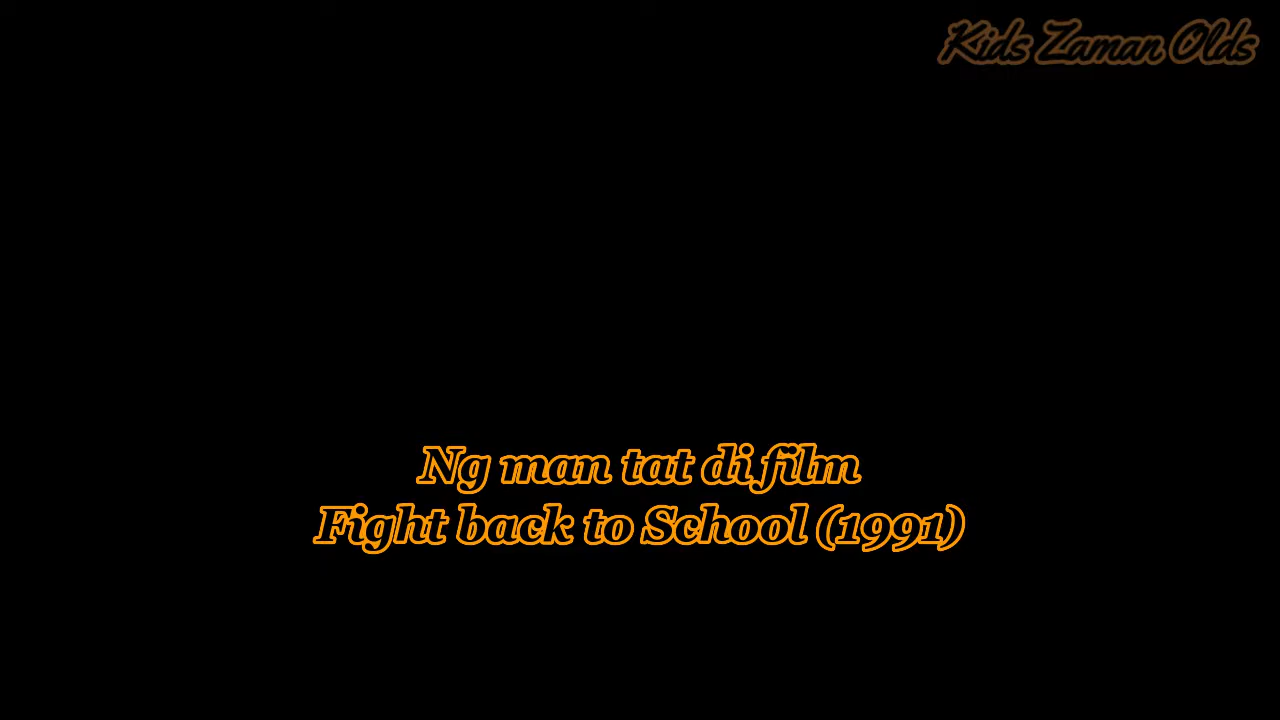 Kids Zaman Olds
Ng man tat di film
Fight back to School (1991)